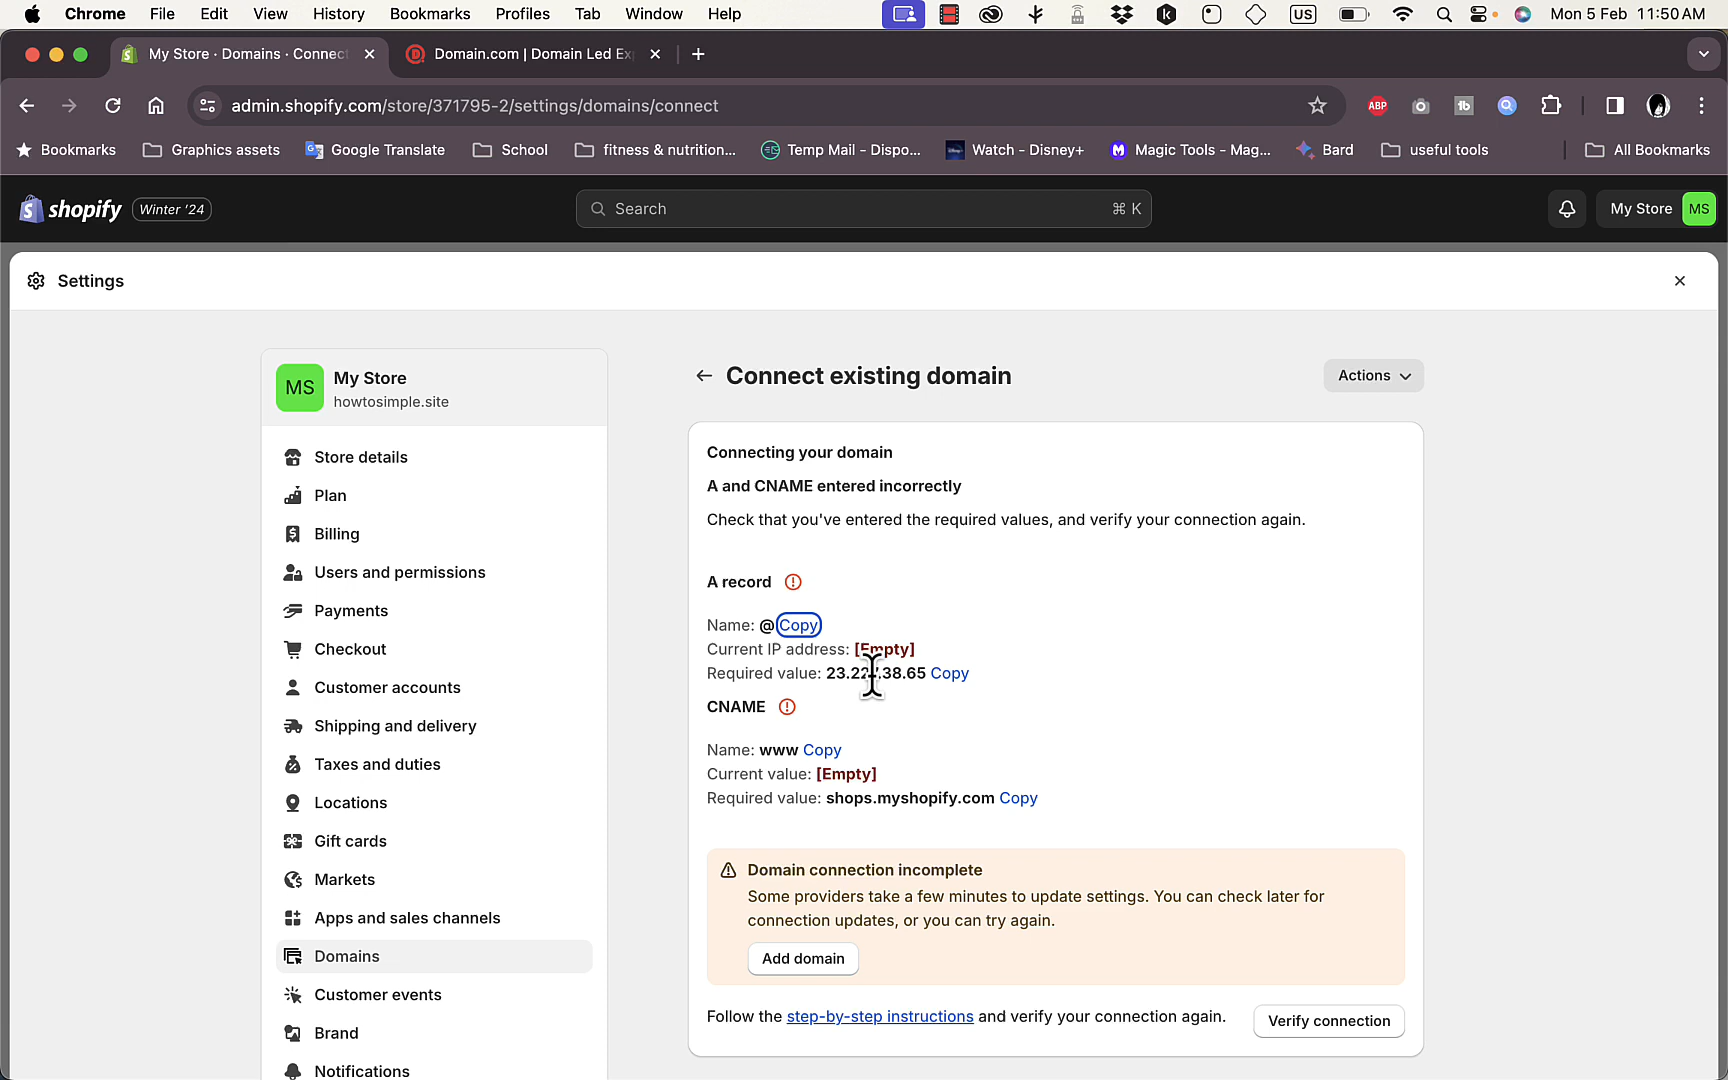 Chrome File Edit View History Bookmarks Profiles Tab Window Help US Mon 5 Feb 11:50 AM
My Store · Domains · Connect Domain.com | Domain Led Ex
admin.shopify.com/store/371795-2/settings/domains/connect ABP tb
Bookmarks Graphics assets Google Translate School fitness & nutrition... Temp Mail - Dispo... Watch - Disney+ Magic Tools - Mag... Bard useful tools All Bookmarks
shopify Winter '24 Search ⌘ K My Store MS
Settings
MS My Store
howtosimple.site
Store details
Plan
Billing
Users and permissions
Payments
Checkout
Customer accounts
Shipping and delivery
Taxes and duties
Locations
Gift cards
Markets
Apps and sales channels
Domains
Customer events
Brand
Notifications
Connect existing domain Actions
Connecting your domain
A and CNAME entered incorrectly
Check that you've entered the required values, and verify your connection again.
A record
Name: @ Copy
Current IP address: [Empty]
Required value: Copy
CNAME
Name: www Copy
Current value: [Empty]
Required value: shops.myshopify.com Copy
Domain connection incomplete
Some providers take a few minutes to update settings. You can check later for
connection updates, or you can try again.
Add domain
Follow the step-by-step instructions and verify your connection again. Verify connection